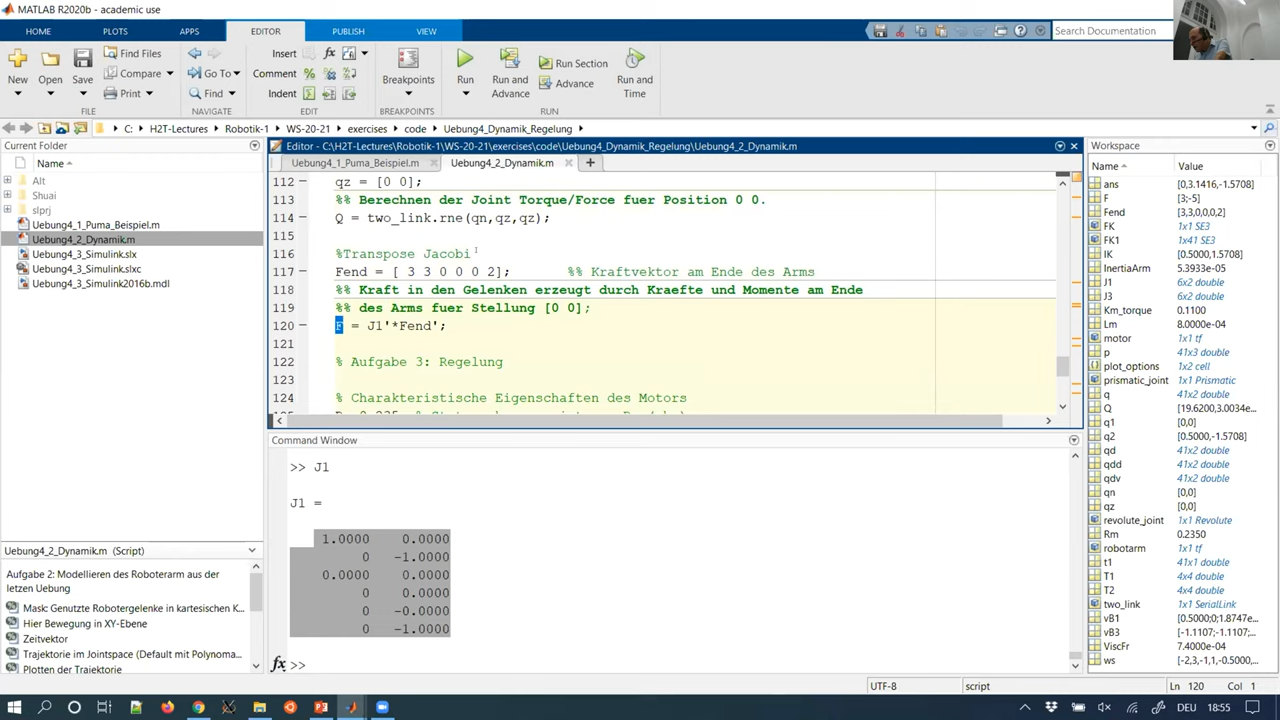 MATLAB R2020b - academic use
HOME PLOTS APPS EDITOR PUBLISH VIEW Search Documentation
New Open Save Find Files Compare Print
Go To Find
Insert Comment Indent
Breakpoints
Run Run and Advance Run Section Advance Run and Time
FILE NAVIGATE EDIT BREAKPOINTS RUN
C: H2T-Lectures Robotik-1 WS-20-21 exercises code Uebung4_Dynamik_Regelung
Current Folder
Name
Alt
Shuai
slprj
Uebung4_1_Puma_Beispiel.m
Uebung4_2_Dynamik.m
Uebung4_3_Simulink.slx
Uebung4_3_Simulink.slxc
Uebung4_3_Simulink2016b.mdl
Uebung4_2_Dynamik.m (Script)
Aufgabe 2: Modellieren des Roboterarm aus der
letzen Uebung
Mask: Genutzte Robotergelenke in kartesischen K...
Hier Bewegung in XY-Ebene
Zeitvektor
Trajektorie im Jointspace (Default mit Polynoma...
Plotten der Traiektorie
Editor - C:\H2T-Lectures\Robotik-1\WS-20-21\exercises\code\Uebung4_Dynamik_Regelung\Uebung4_2_Dynamik.m
Uebung4_1_Puma_Beispiel.m Uebung4_2_Dynamik.m
112 qz = [0 0];
113 %% Berechnen der Joint Torque/Force fuer Position 0 0.
114 Q = two_link.rne(qn,qz,qz);
115
116 %Transpose Jacobi
117 Fend = [ 3 3 0 0 0 2]; %% Kraftvektor am Ende des Arms
118 %% Kraft in den Gelenken erzeugt durch Kraefte und Momente am Ende
119 %% des Arms fuer Stellung [0 0];
120 F = J1'*Fend';
121
122 % Aufgabe 3: Regelung
123
124 % Charakteristische Eigenschaften des Motors
Command Window
>> J1
J1 =
1.0000 0.0000
0 -1.0000
0.0000 0.0000
0 0.0000
0 -0.0000
0 -1.0000
fx >>
Workspace
Name Value
ans [0,3.1416,-1.5708]
F [3;-5]
Fend [3,3,0,0,0,2]
FK 1x1 SE3
FK1 1x41 SE3
IK [0.5000,1.5708]
InertiaArm 5.3933e-05
J1 6x2 double
J3 6x2 double
Km_torque 0.1100
Lm 8.0000e-04
motor 1x1 tf
p 41x3 double
plot_options 1x2 cell
prismatic_joint 1x1 Prismatic
q 41x2 double
Q [19.6200,3.0034e...
q1 [0,0]
q2 [0.5000,-1.5708]
qd 41x2 double
qdd 41x2 double
qdv 41x2 double
qn [0,0]
qz [0,0]
revolute_joint 1x1 Revolute
Rm 0.2350
robotarm 1x1 tf
t1 41x1 double
T1 4x4 double
T2 4x4 double
two_link 1x1 SerialLink
vB1 [0.5000;0;1.8747e...
vB3 [-1.1107;-1.1107;...
ViscFr 7.4000e-04
ws [-2,3,-1,1,-0.5000,...
UTF-8 script Ln 120 Col 1
DEU 18:55